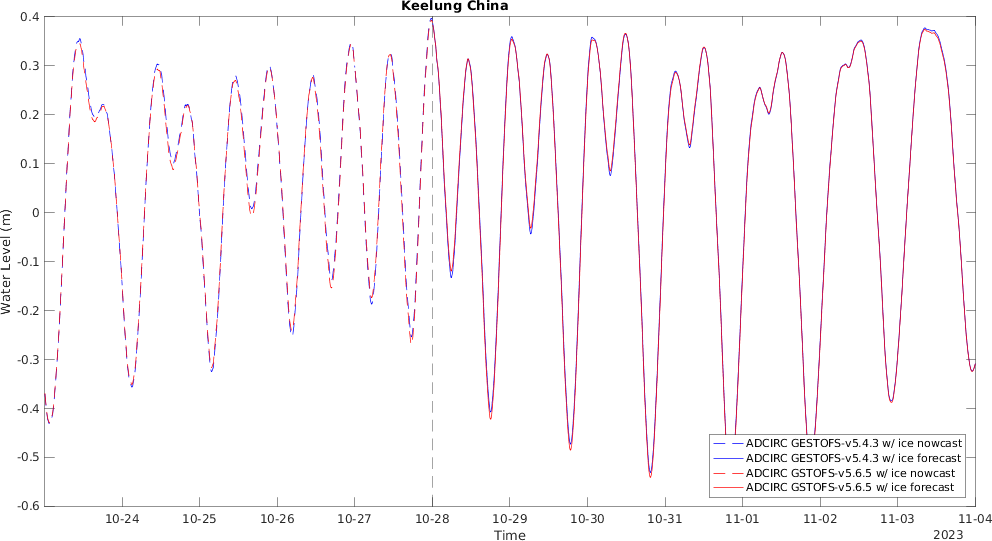 Keelung China
0.4
0.3
0.2
0.1
0
-0.1
-0.2
-0.3
-0.4
-0.5
-0.6
Water Level (m)
ADCIRC GESTOFS-v5.4.3 w/ ice nowcast
ADCIRC GESTOFS-v5.4.3 w/ ice forecast
ADCIRC GSTOFS-v5.6.5 w/ ice nowcast
ADCIRC GSTOFS-v5.6.5 w/ ice forecast
10-24 10-25 10-26 10-27 10-28 10-29 10-30 10-31 11-01 11-02 11-03 11-04
Time
2023